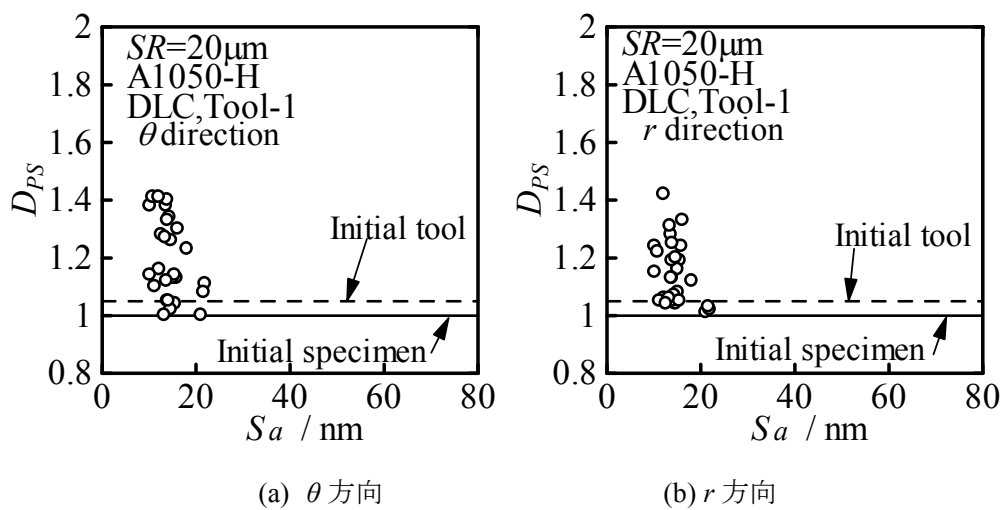 2
SR=20μm
A1050-H
DLC,Tool-1
θ direction
1.8
1.6
1.4
1.2
1
0.8
D_PS
Initial tool
Initial specimen
0 20 40 60 80
Sa / nm
(a) θ 方向
2
SR=20μm
A1050-H
DLC,Tool-1
r direction
1.8
1.6
1.4
1.2
1
0.8
D_PS
Initial tool
Initial specimen
0 20 40 60 80
Sa / nm
(b) r 方向